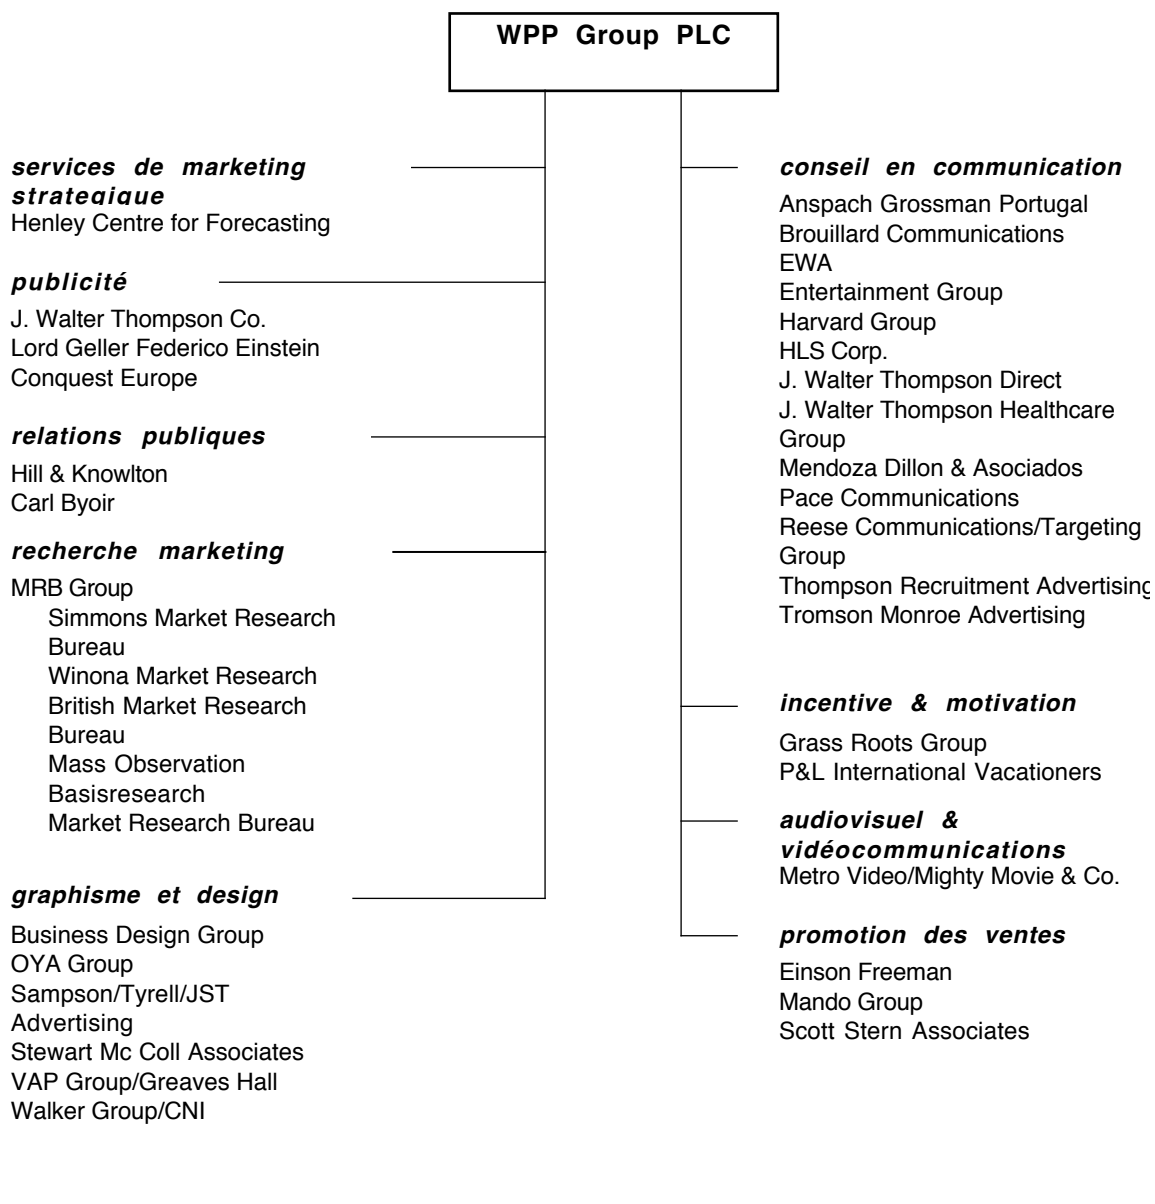 WPP Group PLC
services de marketing
strategique
Henley Centre for Forecasting
publicité
J. Walter Thompson Co.
Lord Geller Federico Einstein
Conquest Europe
relations publiques
Hill & Knowlton
Carl Byoir
recherche marketing
MRB Group
Simmons Market Research
Bureau
Winona Market Research
British Market Research
Bureau
Mass Observation
Basisresearch
Market Research Bureau
graphisme et design
Business Design Group
OYA Group
Sampson/Tyrell/JST
Advertising
Stewart Mc Coll Associates
VAP Group/Greaves Hall
Walker Group/CNI
conseil en communication
Anspach Grossman Portugal
Brouillard Communications
EWA
Entertainment Group
Harvard Group
HLS Corp.
J. Walter Thompson Direct
J. Walter Thompson Healthcare
Group
Mendoza Dillon & Asociados
Pace Communications
Reese Communications/Targeting
Group
Thompson Recruitment Advertising
Tromson Monroe Advertising
incentive & motivation
Grass Roots Group
P&L International Vacationers
audiovisuel &
vidéocommunications
Metro Video/Mighty Movie & Co.
promotion des ventes
Einson Freeman
Mando Group
Scott Stern Associates